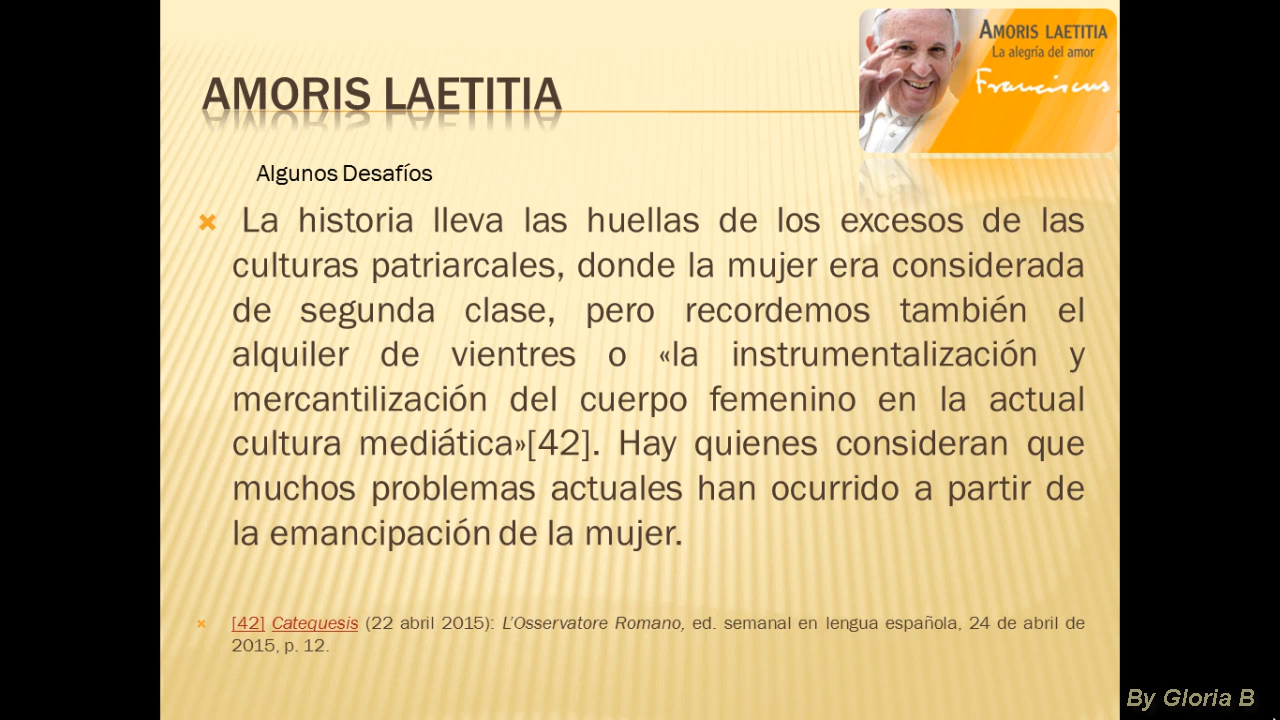 AMORIS LAETITIA
AMORIS LAETITIA
La alegría del amor
Franciscus
Algunos Desafíos
La historia lleva las huellas de los excesos de las
culturas patriarcales, donde la mujer era considerada
de segunda clase, pero recordemos también el
alquiler de vientres o «la instrumentalización y
mercantilización del cuerpo femenino en la actual
cultura mediática»[42]. Hay quienes consideran que
muchos problemas actuales han ocurrido a partir de
la emancipación de la mujer.
[42] Catequesis (22 abril 2015): L’Osservatore Romano, ed. semanal en lengua española, 24 de abril de
2015, p. 12.
By Gloria B